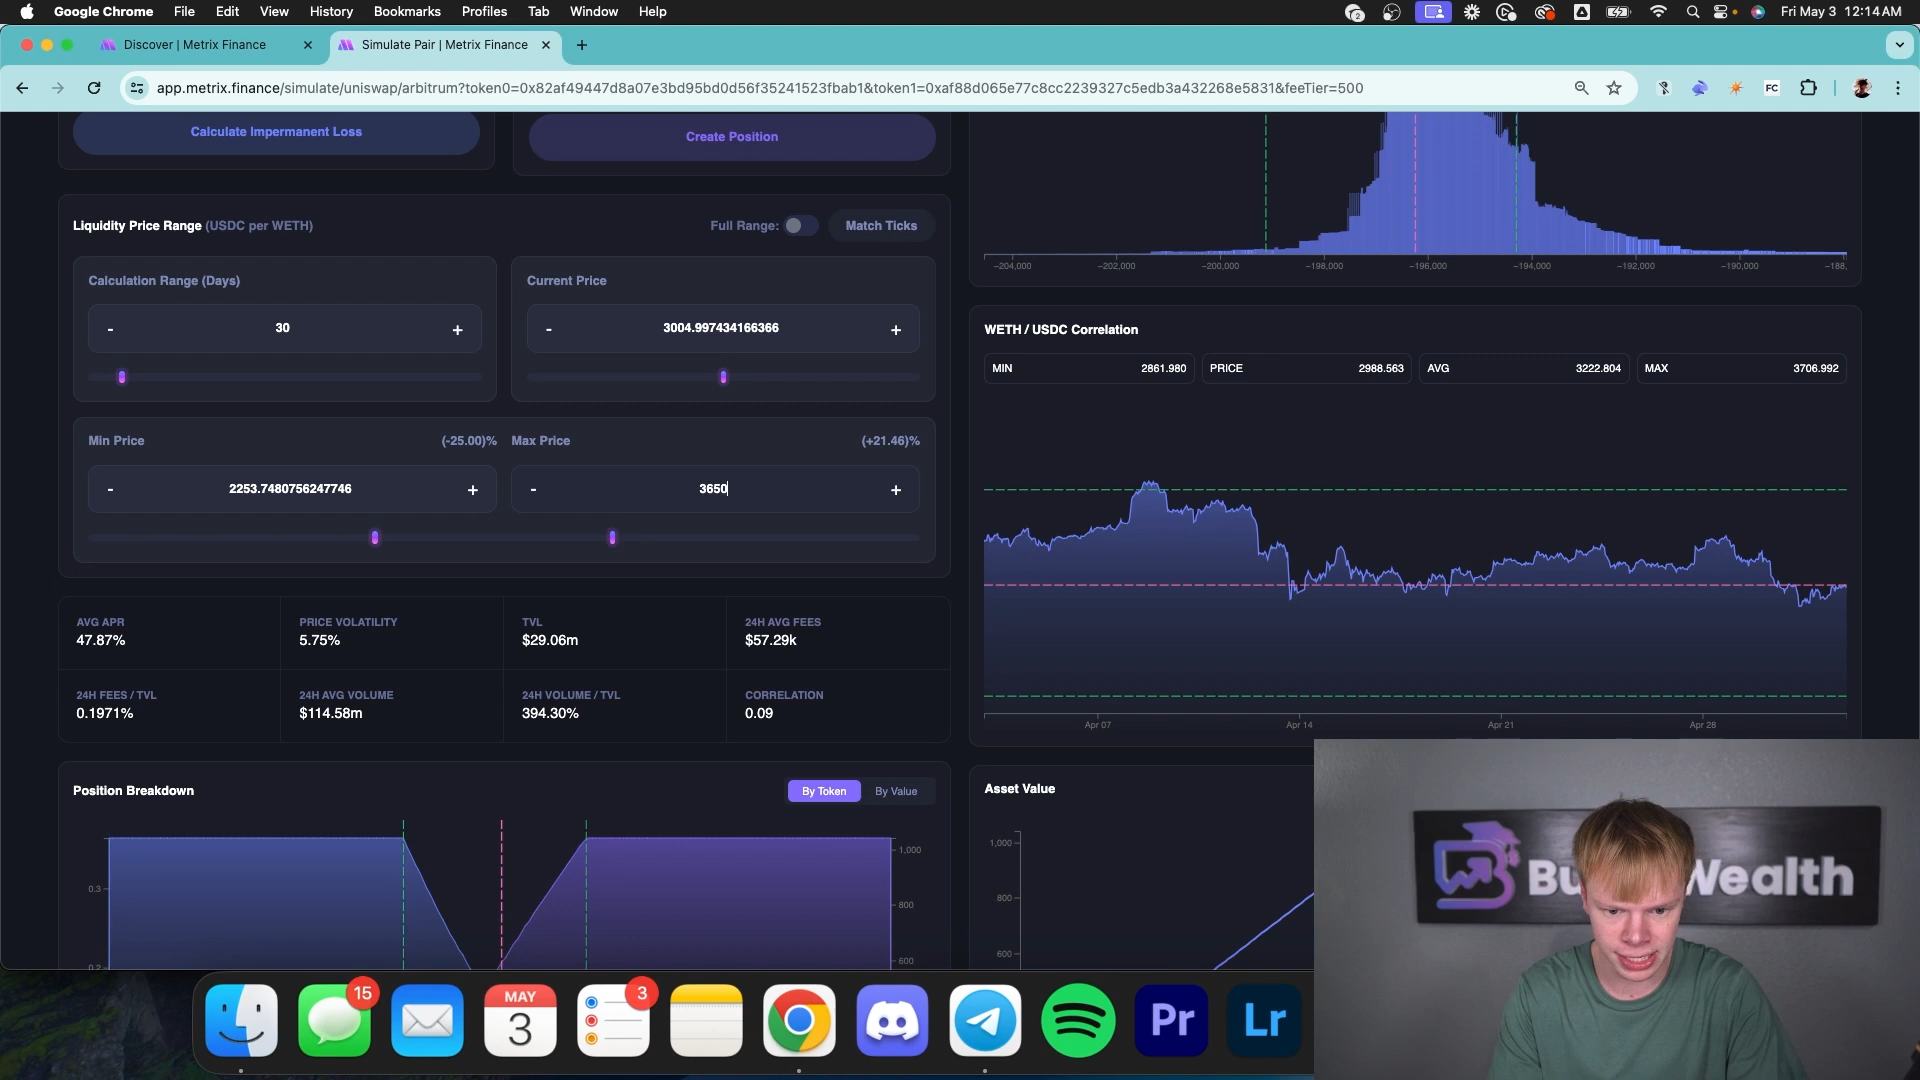 Google Chrome File Edit View History Bookmarks Profiles Tab Window Help
Fri May 3 12:14 AM
Discover | Metrix Finance
Simulate Pair | Metrix Finance
app.metrix.finance/simulate/uniswap/arbitrum?token0=0x82af49447d8a07e3bd95bd0d56f35241523fbab1&token1=0xaf88d065e77c8cc2239327c5edb3a432268e5831&feeTier=500
FC
Calculate Impermanent Loss
Create Position
Liquidity Price Range (USDC per WETH)
Full Range:
Match Ticks
Calculation Range (Days)
- 30 +
Current Price
- 3004.997434166366 +
Min Price (-25.00)%
- 2253.7480756247746 +
Max Price (+21.46)%
- 3650 +
AVG APR
47.87%
PRICE VOLATILITY
5.75%
TVL
$29.06m
24H AVG FEES
$57.29k
24H FEES / TVL
0.1971%
24H AVG VOLUME
$114.58m
24H VOLUME / TVL
394.30%
CORRELATION
0.09
Position Breakdown
By Token
By Value
0.3
0.2
1,000
800
600
−204,000 −202,000 −200,000 −198,000 −196,000 −194,000 −192,000 −190,000 −188,
WETH / USDC Correlation
MIN 2861.980
PRICE 2988.563
AVG 3222.804
MAX 3706.992
Apr 07 Apr 14 Apr 21 Apr 28
Asset Value
1,000
800
600
Wealth
2
15
MAY
3
3
Pr
Lr